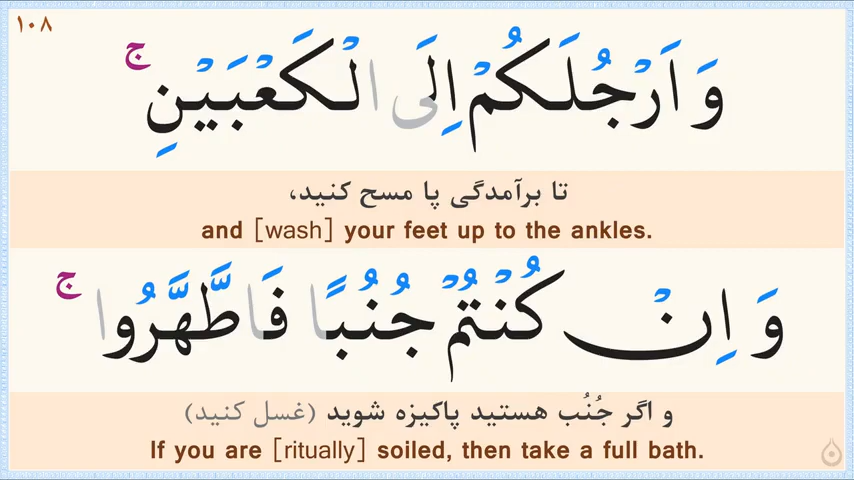 ۱۰۸
وَ اَرْجُلَكُمْ اِلَى الْكَعْبَيْنِ ۚ
تا برآمدگی پا مسح کنید،
and [wash] your feet up to the ankles.
وَ اِنْ كُنْتُمْ جُنُبًا فَاطَّهَّرُوا ۚ
و اگر جُنُب هستید پاکیزه شوید (غسل کنید)
If you are [ritually] soiled, then take a full bath.